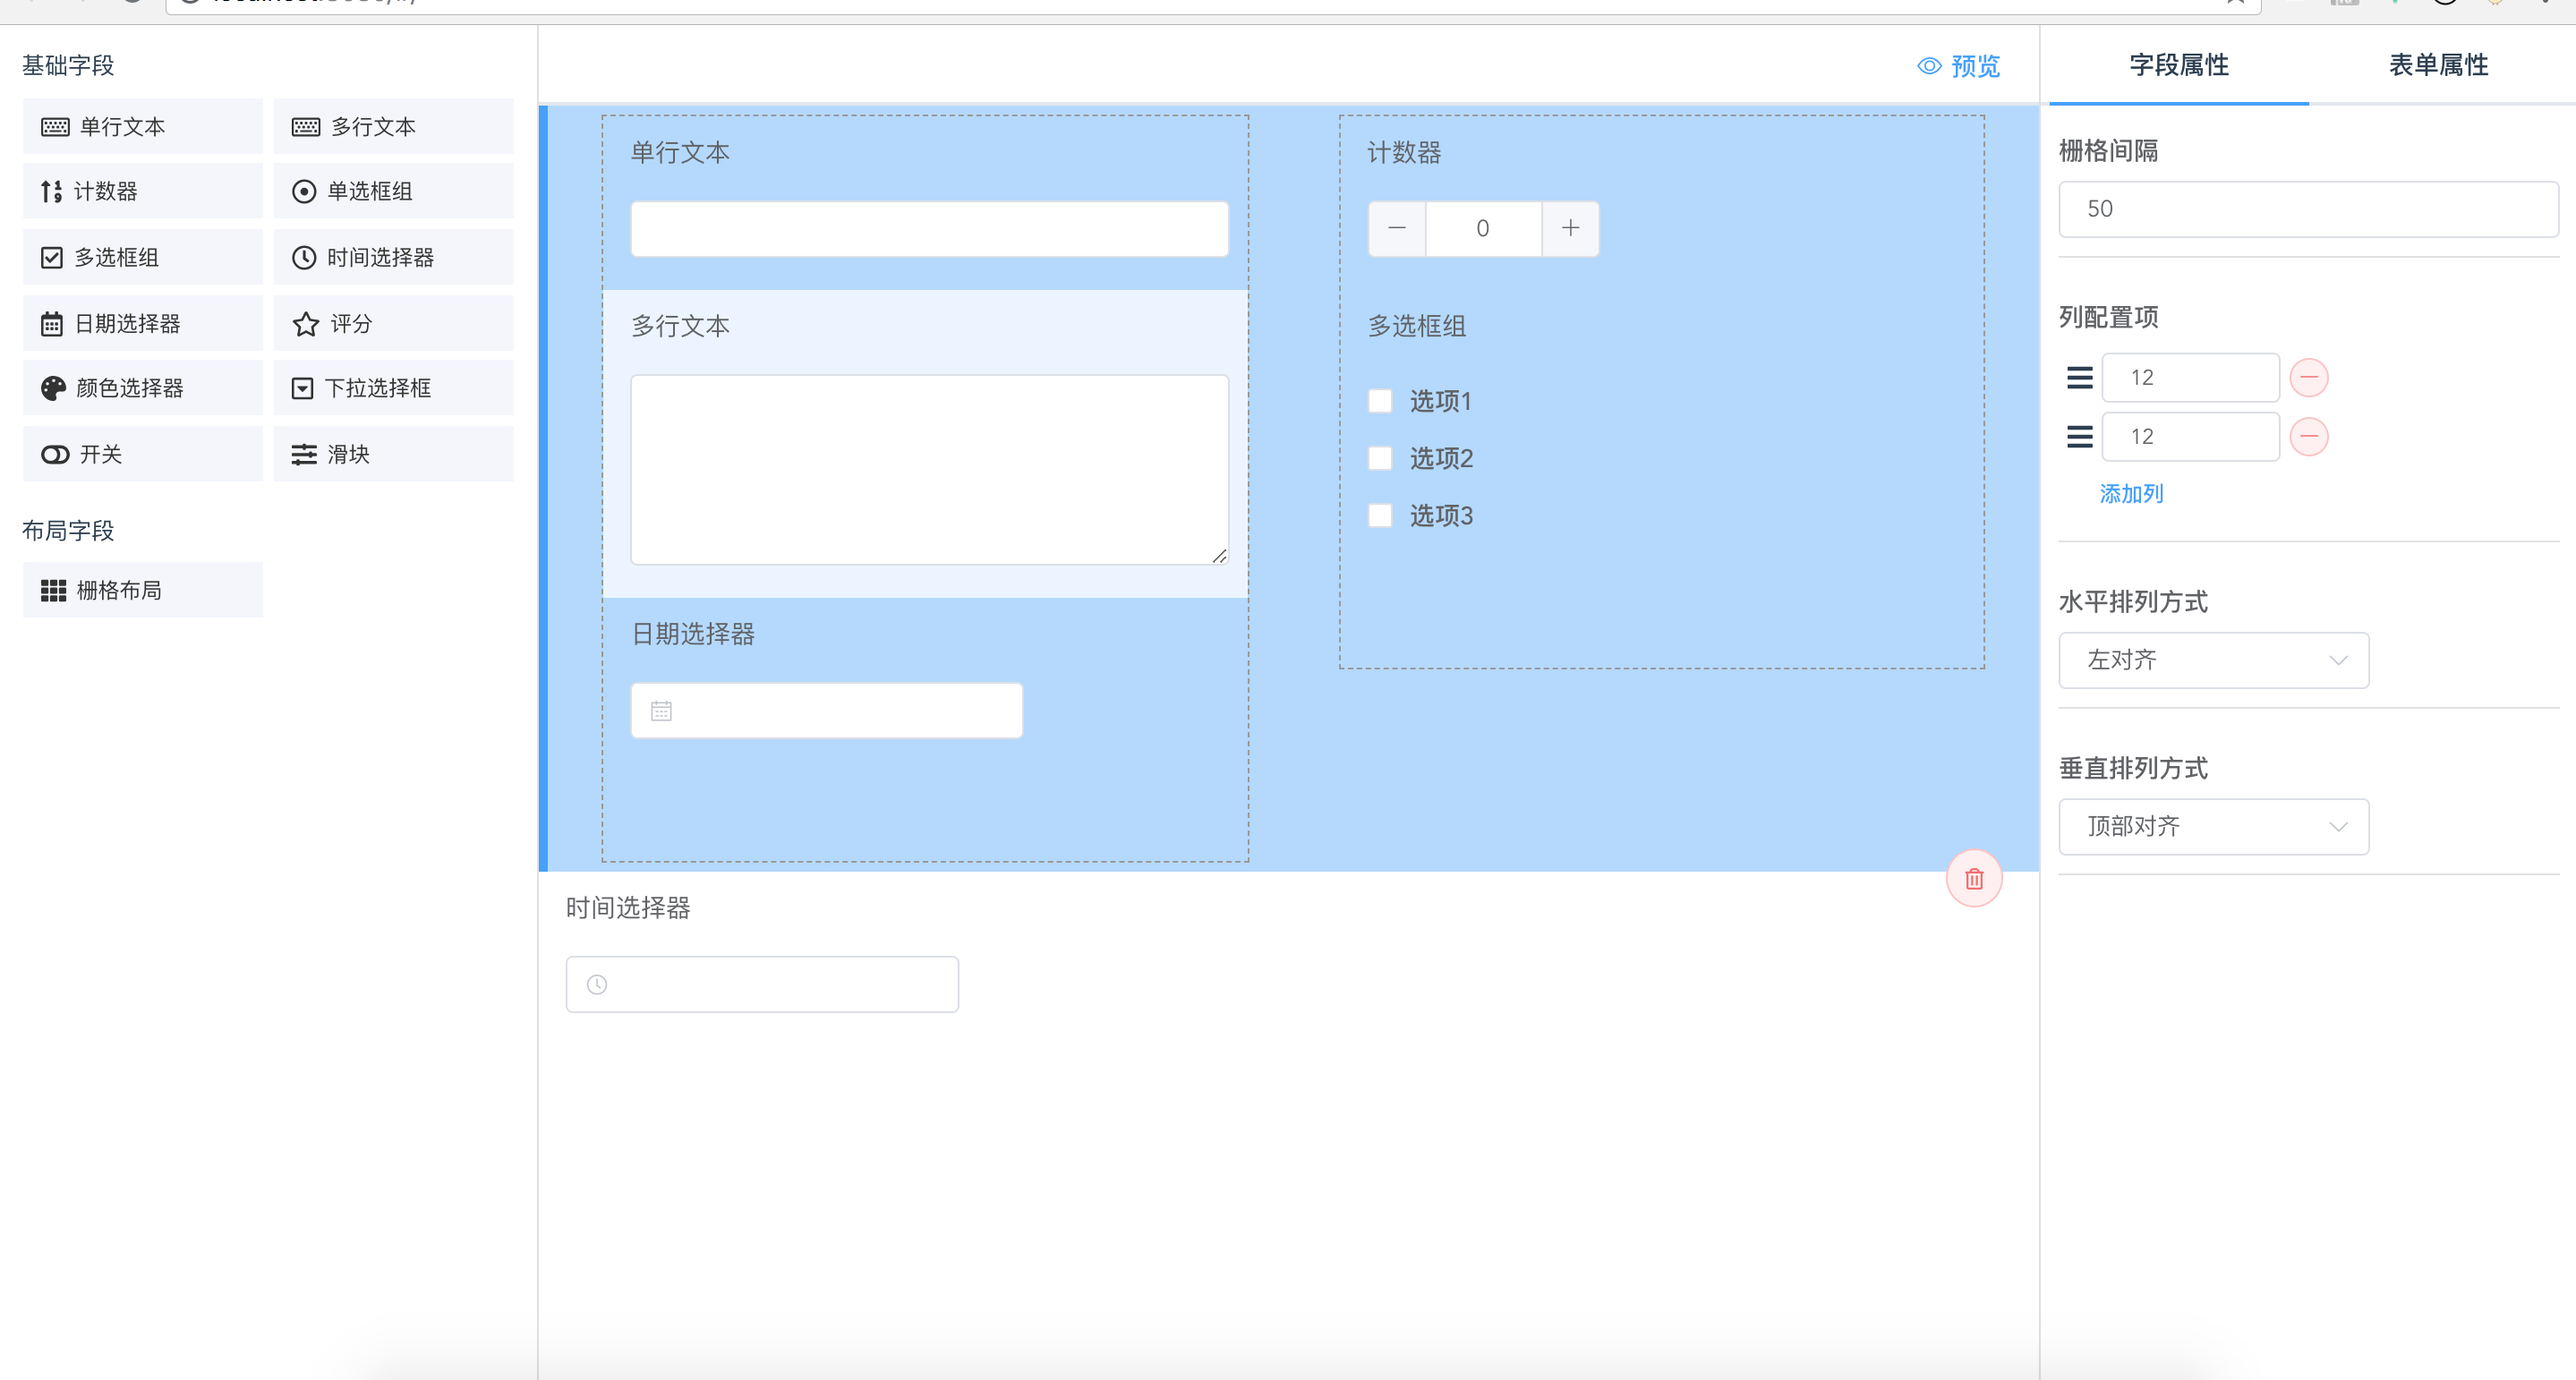 基础字段
单行文本
多行文本
计数器
单选框组
多选框组
时间选择器
日期选择器
评分
颜色选择器
下拉选择框
开关
滑块
布局字段
栅格布局
预览
单行文本
多行文本
日期选择器
计数器
0
多选框组
选项1
选项2
选项3
时间选择器
字段属性
表单属性
栅格间隔
50
列配置项
12
12
添加列
水平排列方式
左对齐
垂直排列方式
顶部对齐